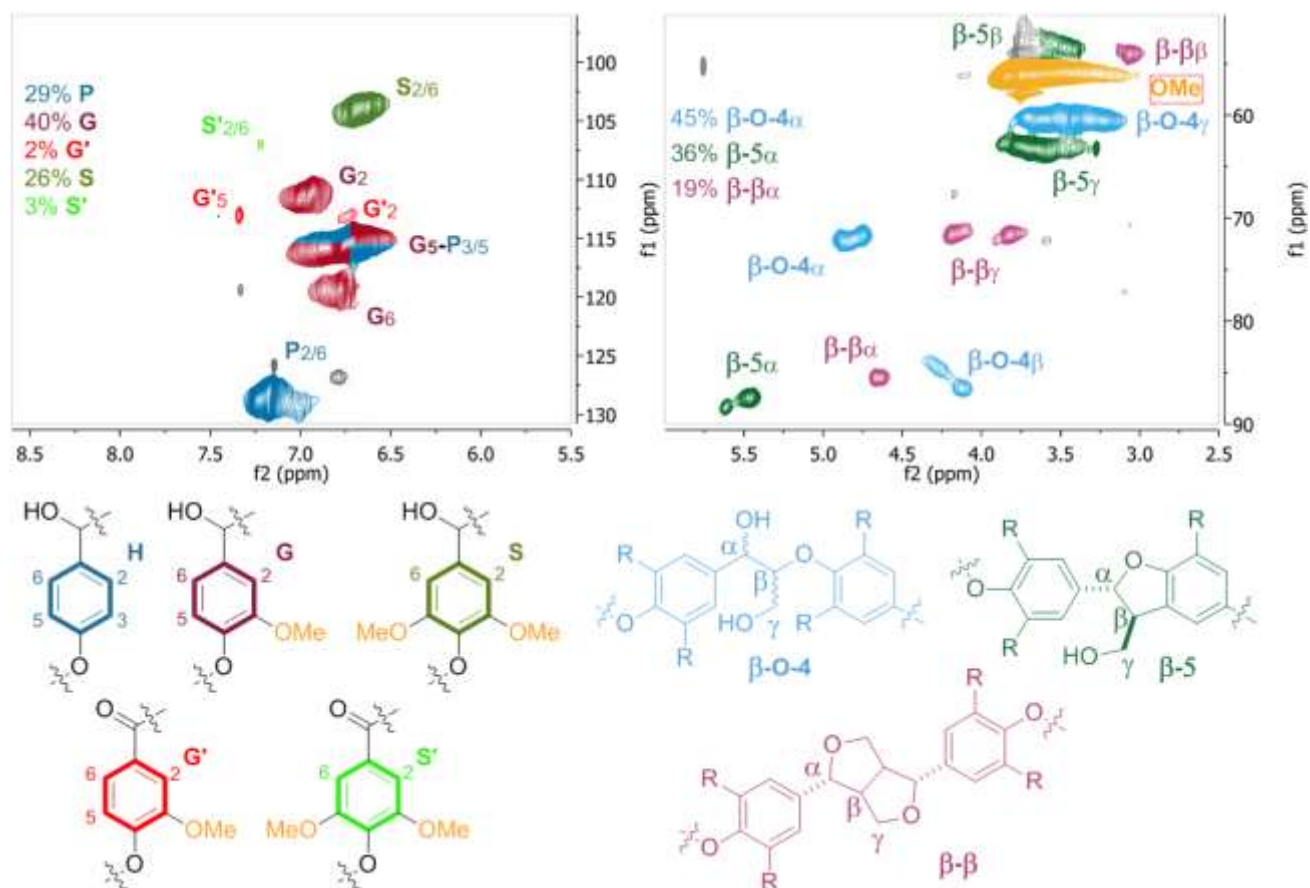 29% P
40% G
2% G'
26% S
3% S'
S2/6
S'2/6
G2
G'5
G'2
G5-P3/5
G6
P2/6
100
105
110
115
120
125
130
f1 (ppm)
8.5 8.0 7.5 7.0 6.5 6.0 5.5
f2 (ppm)
45% β-O-4α
36% β-5α
19% β-βα
β-5β
β-ββ
OMe
β-O-4γ
β-5γ
β-O-4α
β-βγ
β-βα
β-O-4β
β-5α
60
70
80
90
f1 (ppm)
5.5 5.0 4.5 4.0 3.5 3.0 2.5
f2 (ppm)
HO
H
6 2
5 3
O
HO
G
6 2
5
OMe
O
HO
S
6 2
MeO OMe
O
O
G'
6 2
5
OMe
O
O
S'
6 2
MeO OMe
O
R OH R
α O
β
O HO γ R
R
β-O-4
R R
O
α
O β
R HO γ
β-5
R O
O
R α R
β O
O γ
R
β-β